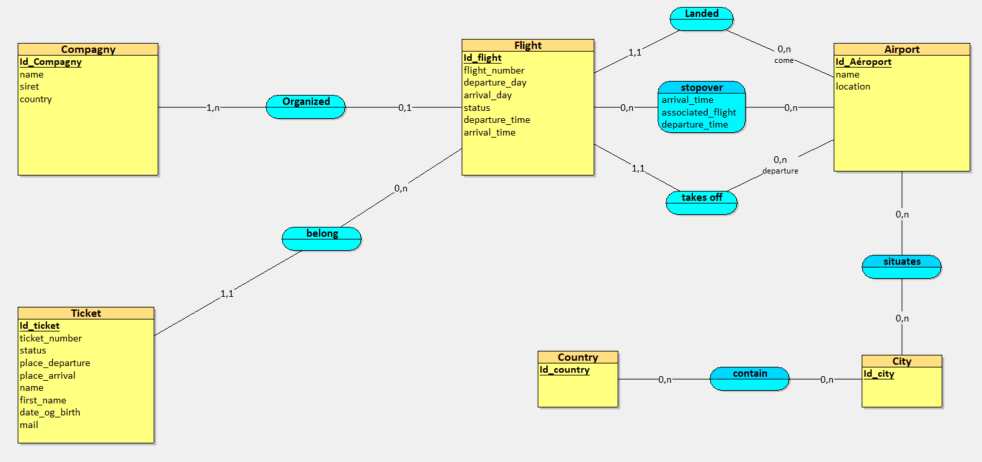 Landed
1,1
0,n
come
Compagny
Id_Compagny
name
siret
country
1,n
Organized
0,1
Flight
Id_flight
flight_number
departure_day
arrival_day
status
departure_time
arrival_time
0,n
stopover
arrival_time
associated_flight
departure_time
0,n
Airport
Id_Aéroport
name
location
1,1
takes off
0,n
departure
0,n
belong
1,1
0,n
situates
0,n
Ticket
Id_ticket
ticket_number
status
place_departure
place_arrival
name
first_name
date_og_birth
mail
Country
Id_country
0,n
contain
0,n
City
Id_city